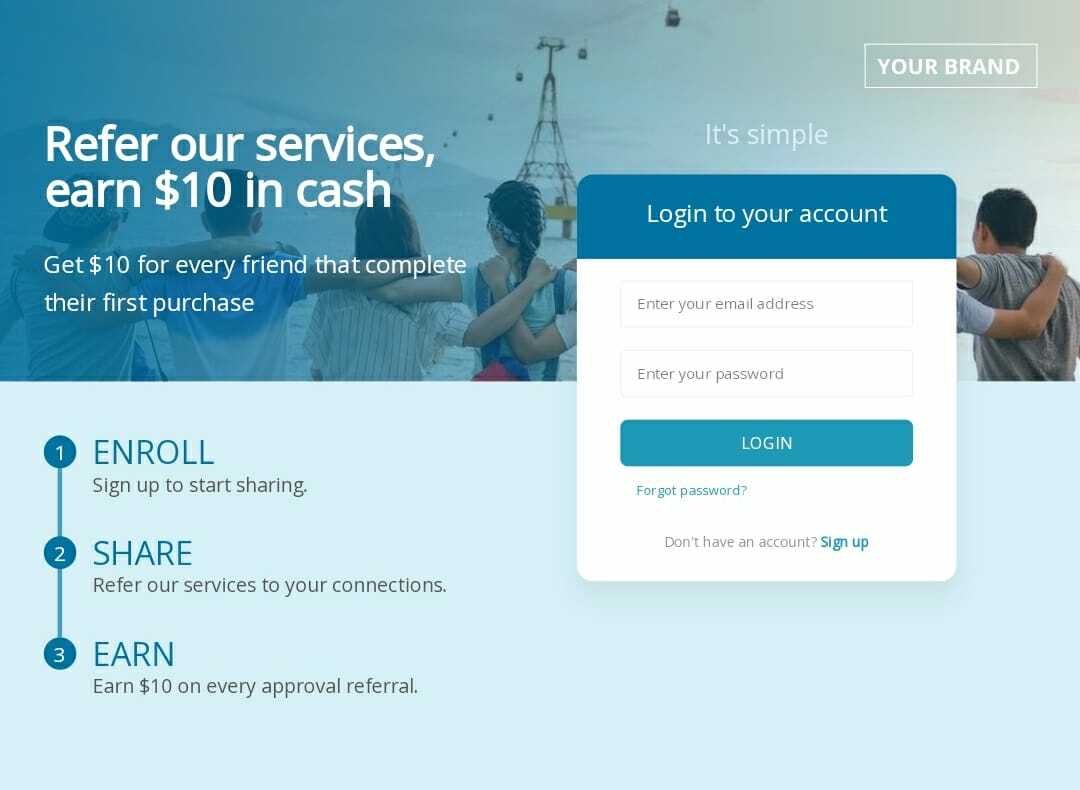 YOUR BRAND
Refer our services,
earn $10 in cash
Get $10 for every friend that complete
their first purchase
It's simple
Login to your account
Enter your email address
Enter your password
LOGIN
Forgot password?
Don't have an account? Sign up
1 ENROLL
Sign up to start sharing.
2 SHARE
Refer our services to your connections.
3 EARN
Earn $10 on every approval referral.